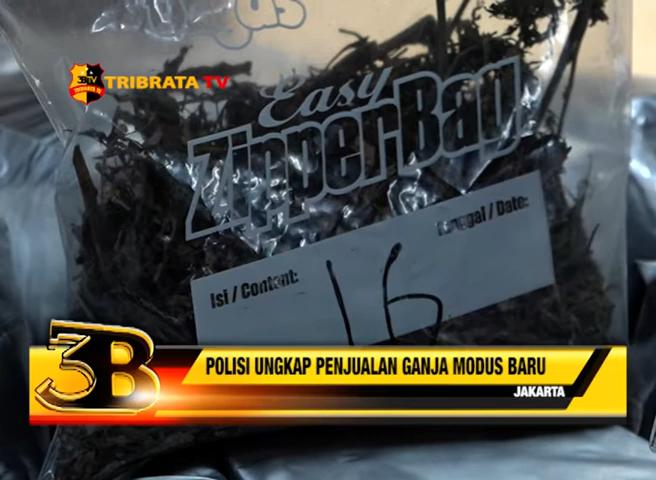 TRIBRATA TV
Easy
ZipperBag
Tanggal / Date:
Isi / Content:
16
3B
POLISI UNGKAP PENJUALAN GANJA MODUS BARU
JAKARTA